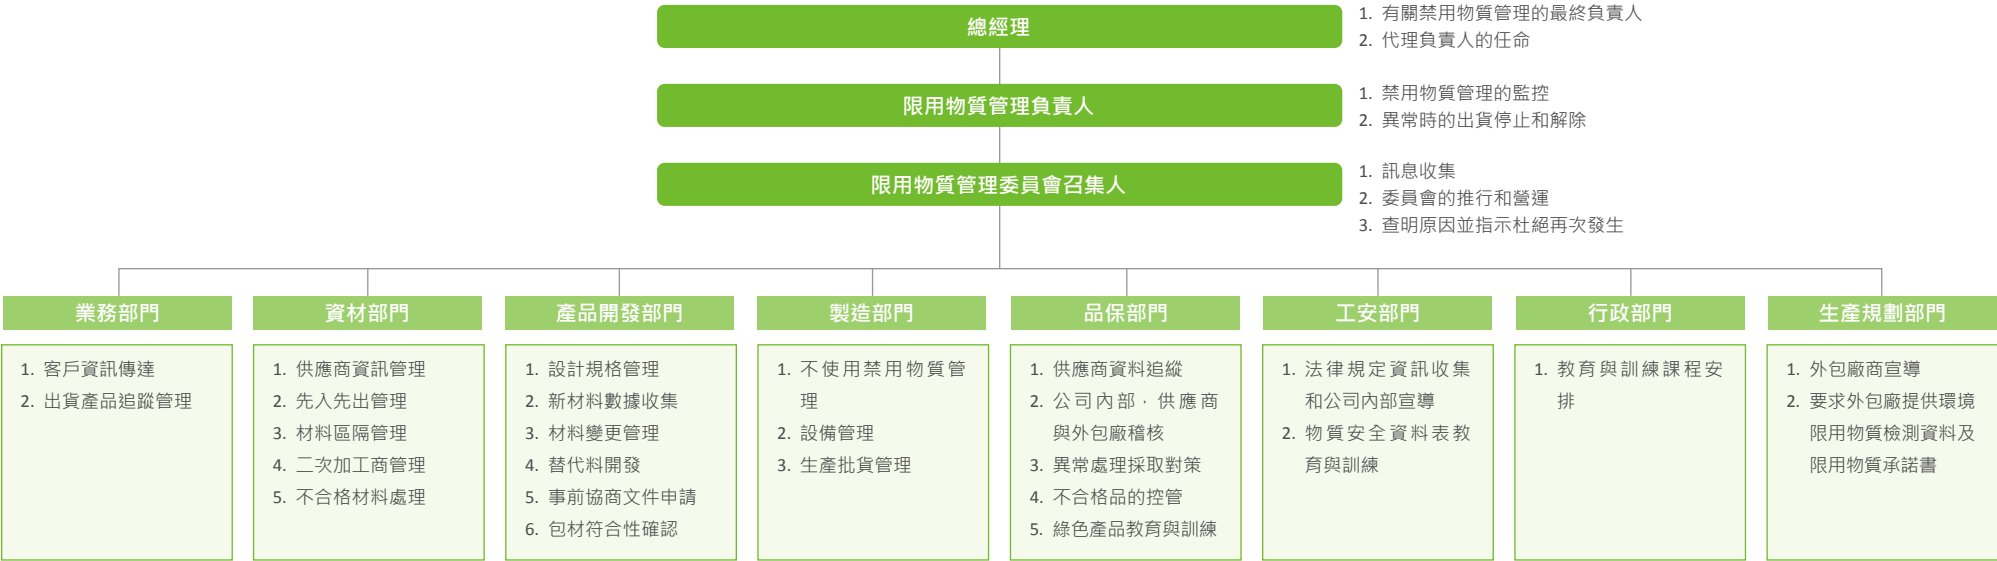 總經理
1. 有關禁用物質管理的最終負責人
2. 代理負責人的任命
限用物質管理負責人
1. 禁用物質管理的監控
2. 異常時的出貨停止和解除
限用物質管理委員會召集人
1. 訊息收集
2. 委員會的推行和營運
3. 查明原因並指示杜絕再次發生
業務部門
1. 客戶資訊傳達
2. 出貨產品追蹤管理
資材部門
1. 供應商資訊管理
2. 先入先出管理
3. 材料區隔管理
4. 二次加工商管理
5. 不合格材料處理
產品開發部門
1. 設計規格管理
2. 新材料數據收集
3. 材料變更管理
4. 替代料開發
5. 事前協商文件申請
6. 包材符合性確認
製造部門
1. 不使用禁用物質管
理
2. 設備管理
3. 生產批貨管理
品保部門
1. 供應商資料追縱
2. 公司內部．供應商
與外包廠稽核
3. 異常處理採取對策
4. 不合格品的控管
5. 綠色產品教育與訓練
工安部門
1. 法律規定資訊收集
和公司內部宣導
2. 物質安全資料表教
育與訓練
行政部門
1. 教育與訓練課程安
排
生產規劃部門
1. 外包廠商宣導
2. 要求外包廠提供環境
限用物質檢測資料及
限用物質承諾書